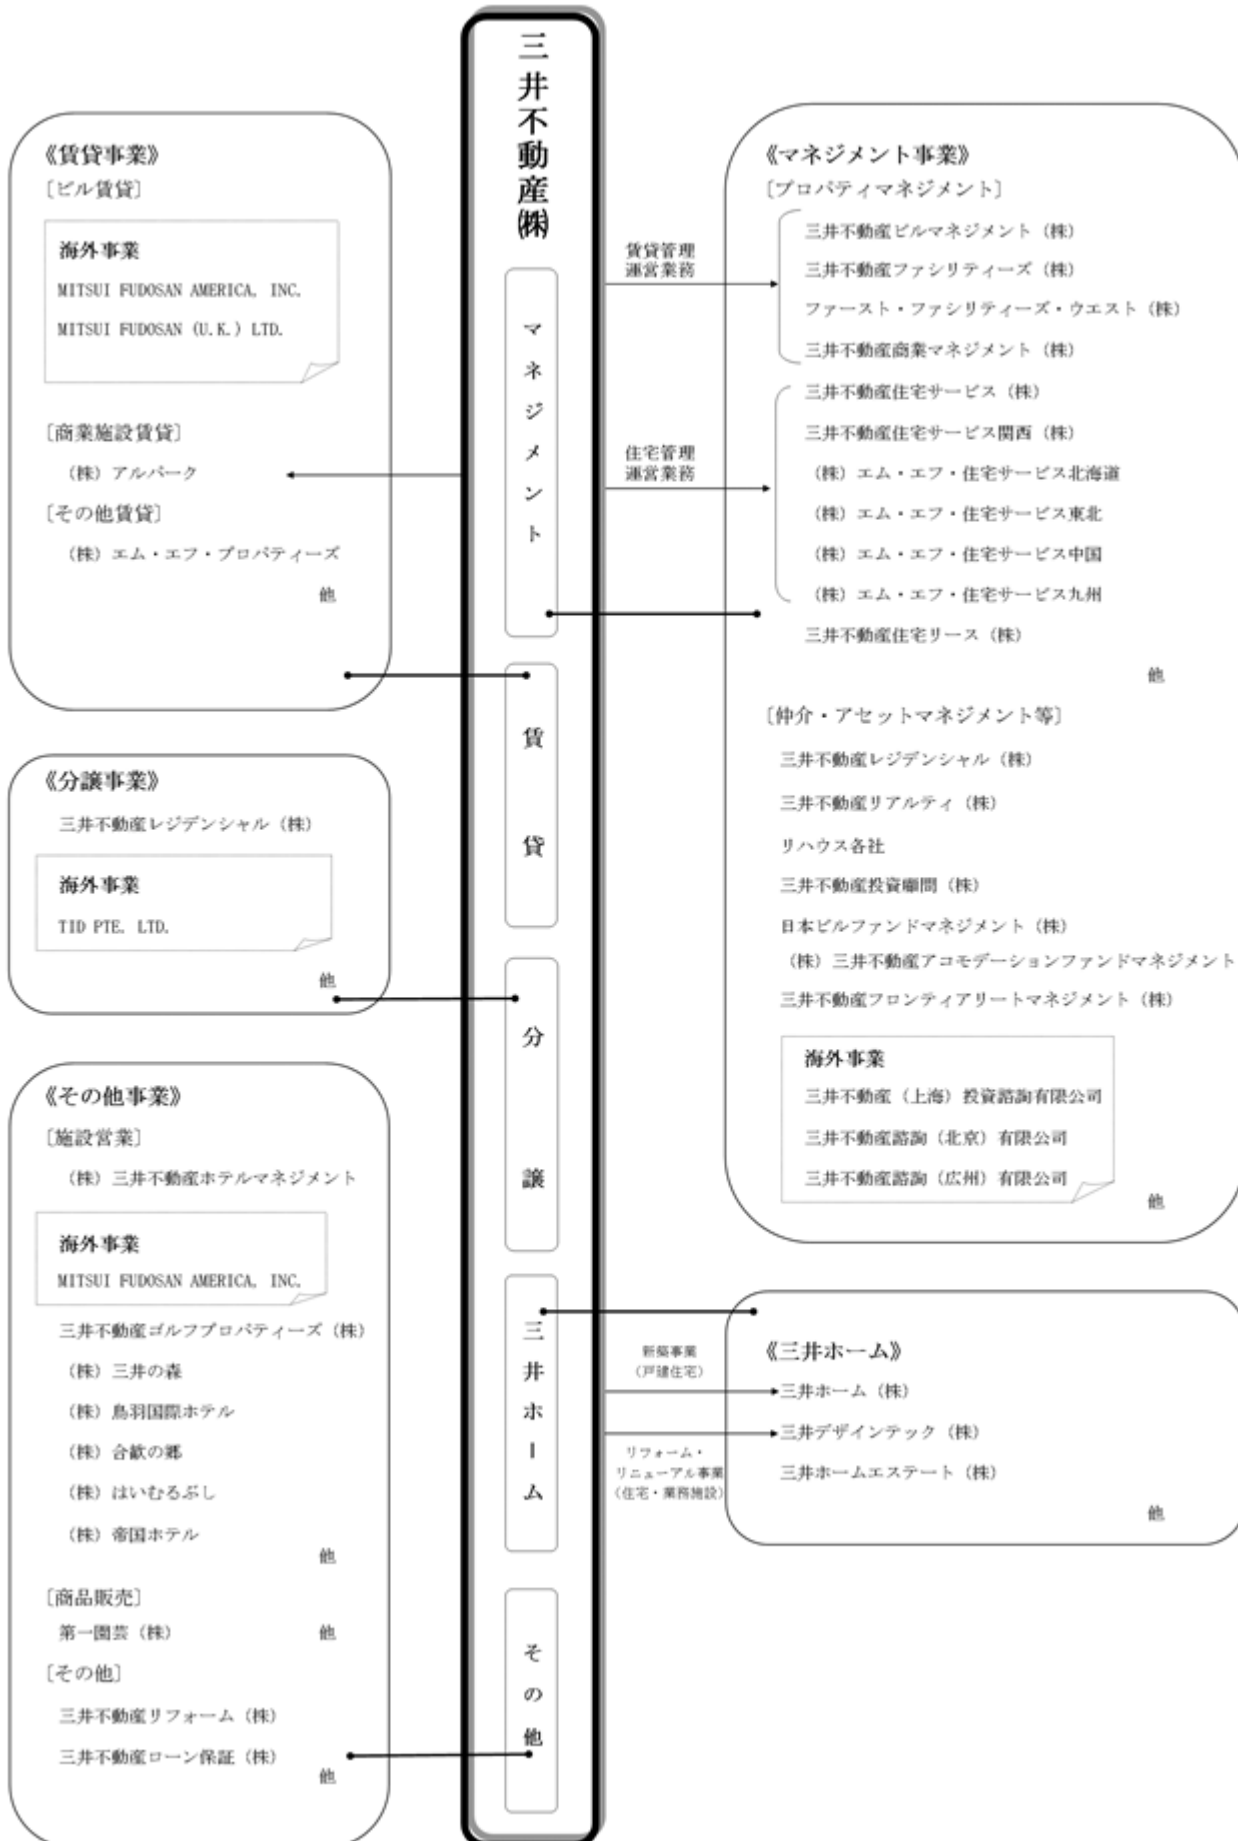 三井不動産㈱
マネジメント
賃貸
分譲
三井ホーム
その他
《賃貸事業》
［ビル賃貸］
海外事業
MITSUI FUDOSAN AMERICA, INC.
MITSUI FUDOSAN (U.K.) LTD.
［商業施設賃貸］
（株）アルパーク
［その他賃貸］
（株）エム・エフ・プロパティーズ
他
《分譲事業》
三井不動産レジデンシャル（株）
海外事業
TID PTE. LTD.
他
《その他事業》
［施設営業］
（株）三井不動産ホテルマネジメント
海外事業
MITSUI FUDOSAN AMERICA, INC.
三井不動産ゴルフプロパティーズ（株）
（株）三井の森
（株）鳥羽国際ホテル
（株）合歓の郷
（株）はいむるぶし
（株）帝国ホテル
他
［商品販売］
第一園芸（株）　他
［その他］
三井不動産リフォーム（株）
三井不動産ローン保証（株）
他
賃貸管理
運営業務
住宅管理
運営業務
《マネジメント事業》
［プロパティマネジメント］
三井不動産ビルマネジメント（株）
三井不動産ファシリティーズ（株）
ファースト・ファシリティーズ・ウエスト（株）
三井不動産商業マネジメント（株）
三井不動産住宅サービス（株）
三井不動産住宅サービス関西（株）
（株）エム・エフ・住宅サービス北海道
（株）エム・エフ・住宅サービス東北
（株）エム・エフ・住宅サービス中国
（株）エム・エフ・住宅サービス九州
三井不動産住宅リース（株）
他
［仲介・アセットマネジメント等］
三井不動産レジデンシャル（株）
三井不動産リアルティ（株）
リハウス各社
三井不動産投資顧問（株）
日本ビルファンドマネジメント（株）
（株）三井不動産アコモデーションファンドマネジメント
三井不動産フロンティアリートマネジメント（株）
海外事業
三井不動産（上海）投資諮詢有限公司
三井不動産諮詢（北京）有限公司
三井不動産諮詢（広州）有限公司
他
新築事業
（戸建住宅）
リフォーム・
リニューアル事業
（住宅・業務施設）
《三井ホーム》
三井ホーム（株）
三井デザインテック（株）
三井ホームエステート（株）
他